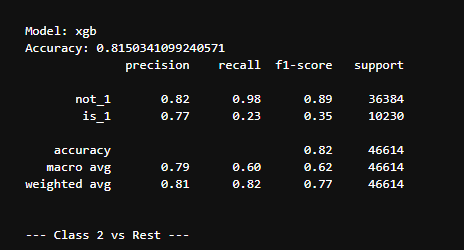 Model: xgb
Accuracy: 0.8150341099240571
precision recall f1-score support
not_1 0.82 0.98 0.89 36384
is_1 0.77 0.23 0.35 10230
accuracy 0.82 46614
macro avg 0.79 0.60 0.62 46614
weighted avg 0.81 0.82 0.77 46614
--- Class 2 vs Rest ---